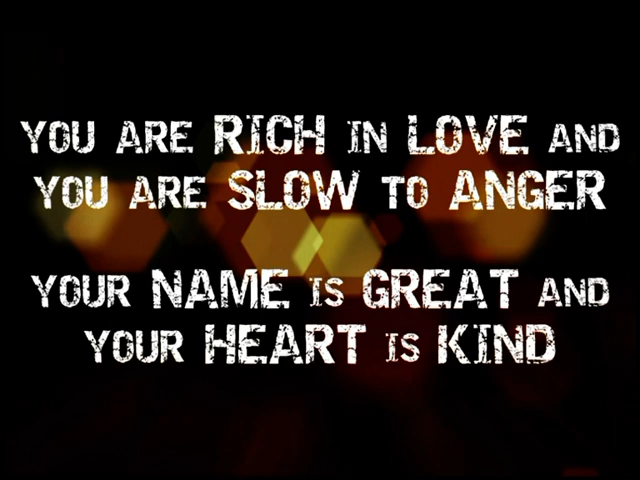 YOU ARE RICH IN LOVE AND
YOU ARE SLOW TO ANGER
YOUR NAME IS GREAT AND
YOUR HEART IS KIND